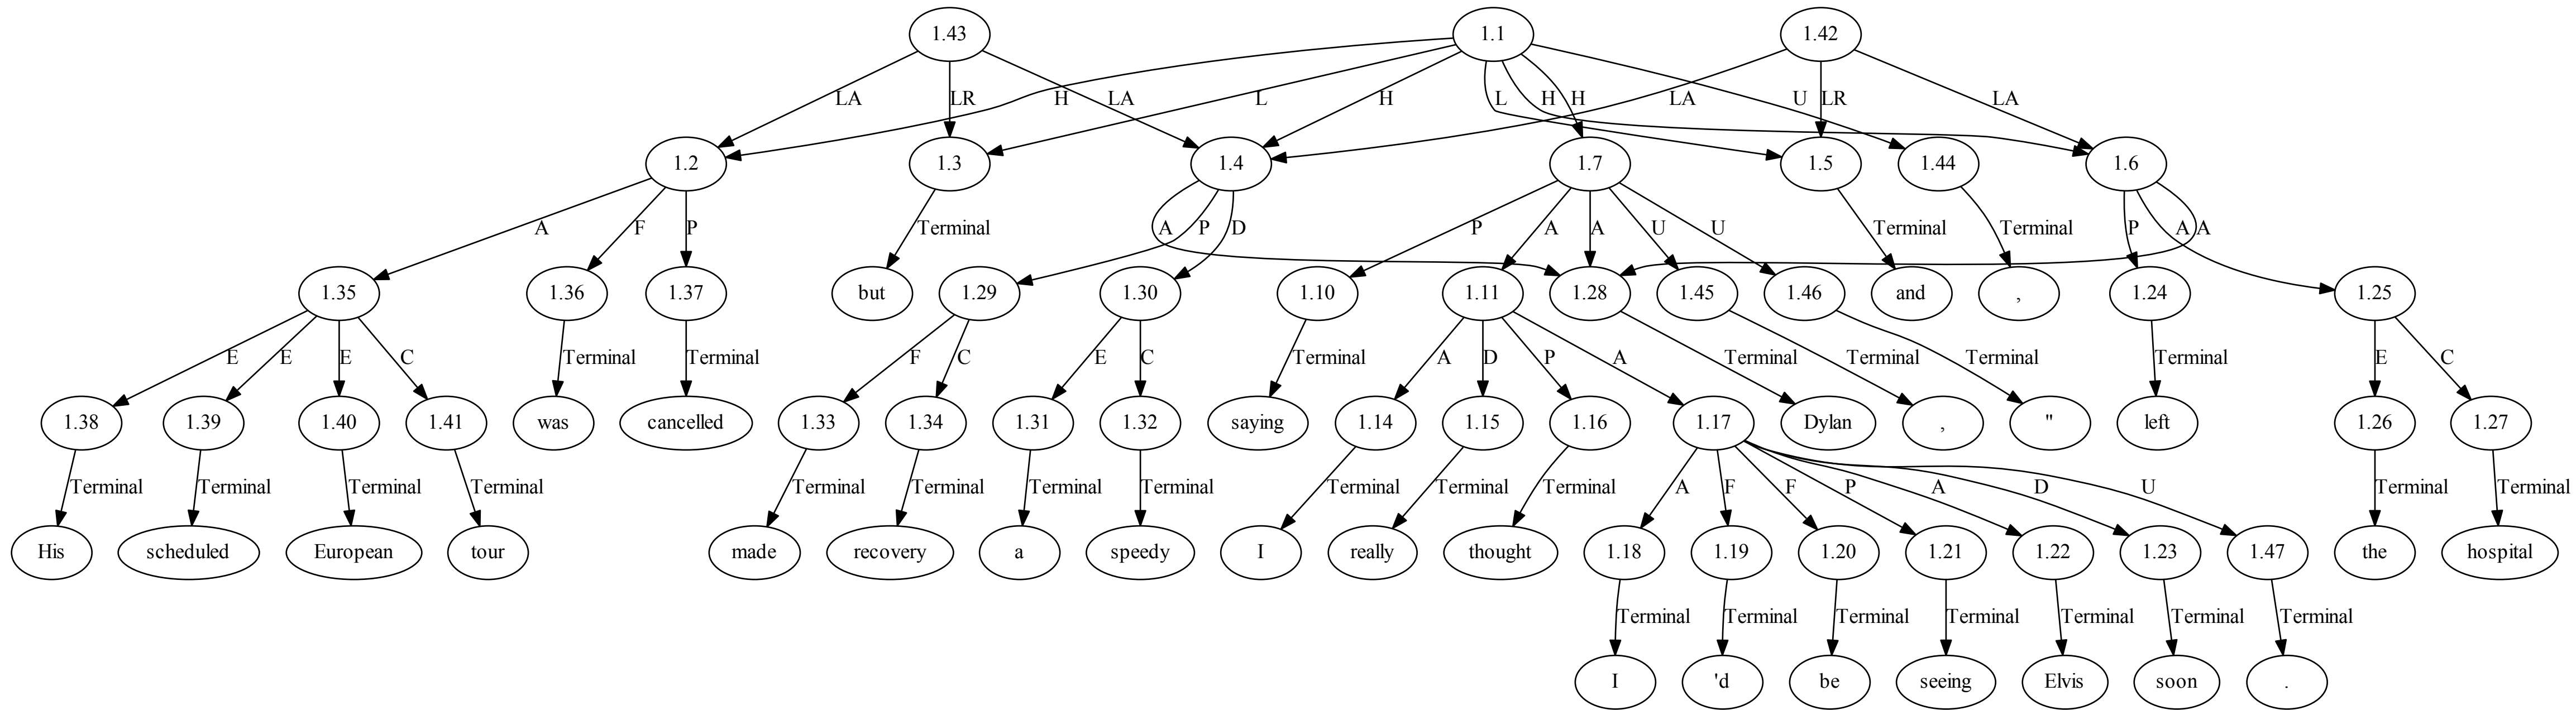 1.43 1.1 1.42
LA LR LA H L H L H H U LA LR LA
1.2 1.3 1.4 1.7 1.5 1.44 1.6
A F P Terminal A P D P A A U U Terminal Terminal P A A
1.35 1.36 1.37 but 1.29 1.30 1.10 1.11 1.28 1.45 1.46 and , 1.24 1.25
E E E C Terminal Terminal F C E C Terminal A D P A Terminal Terminal Terminal Terminal E C
1.38 1.39 1.40 1.41 was cancelled 1.33 1.34 1.31 1.32 saying 1.14 1.15 1.16 1.17 Dylan , " left 1.26 1.27
Terminal Terminal Terminal Terminal Terminal Terminal Terminal Terminal Terminal Terminal Terminal A F F P A D U Terminal Terminal
His scheduled European tour made recovery a speedy I really thought 1.18 1.19 1.20 1.21 1.22 1.23 1.47 the hospital
Terminal Terminal Terminal Terminal Terminal Terminal Terminal
I 'd be seeing Elvis soon .